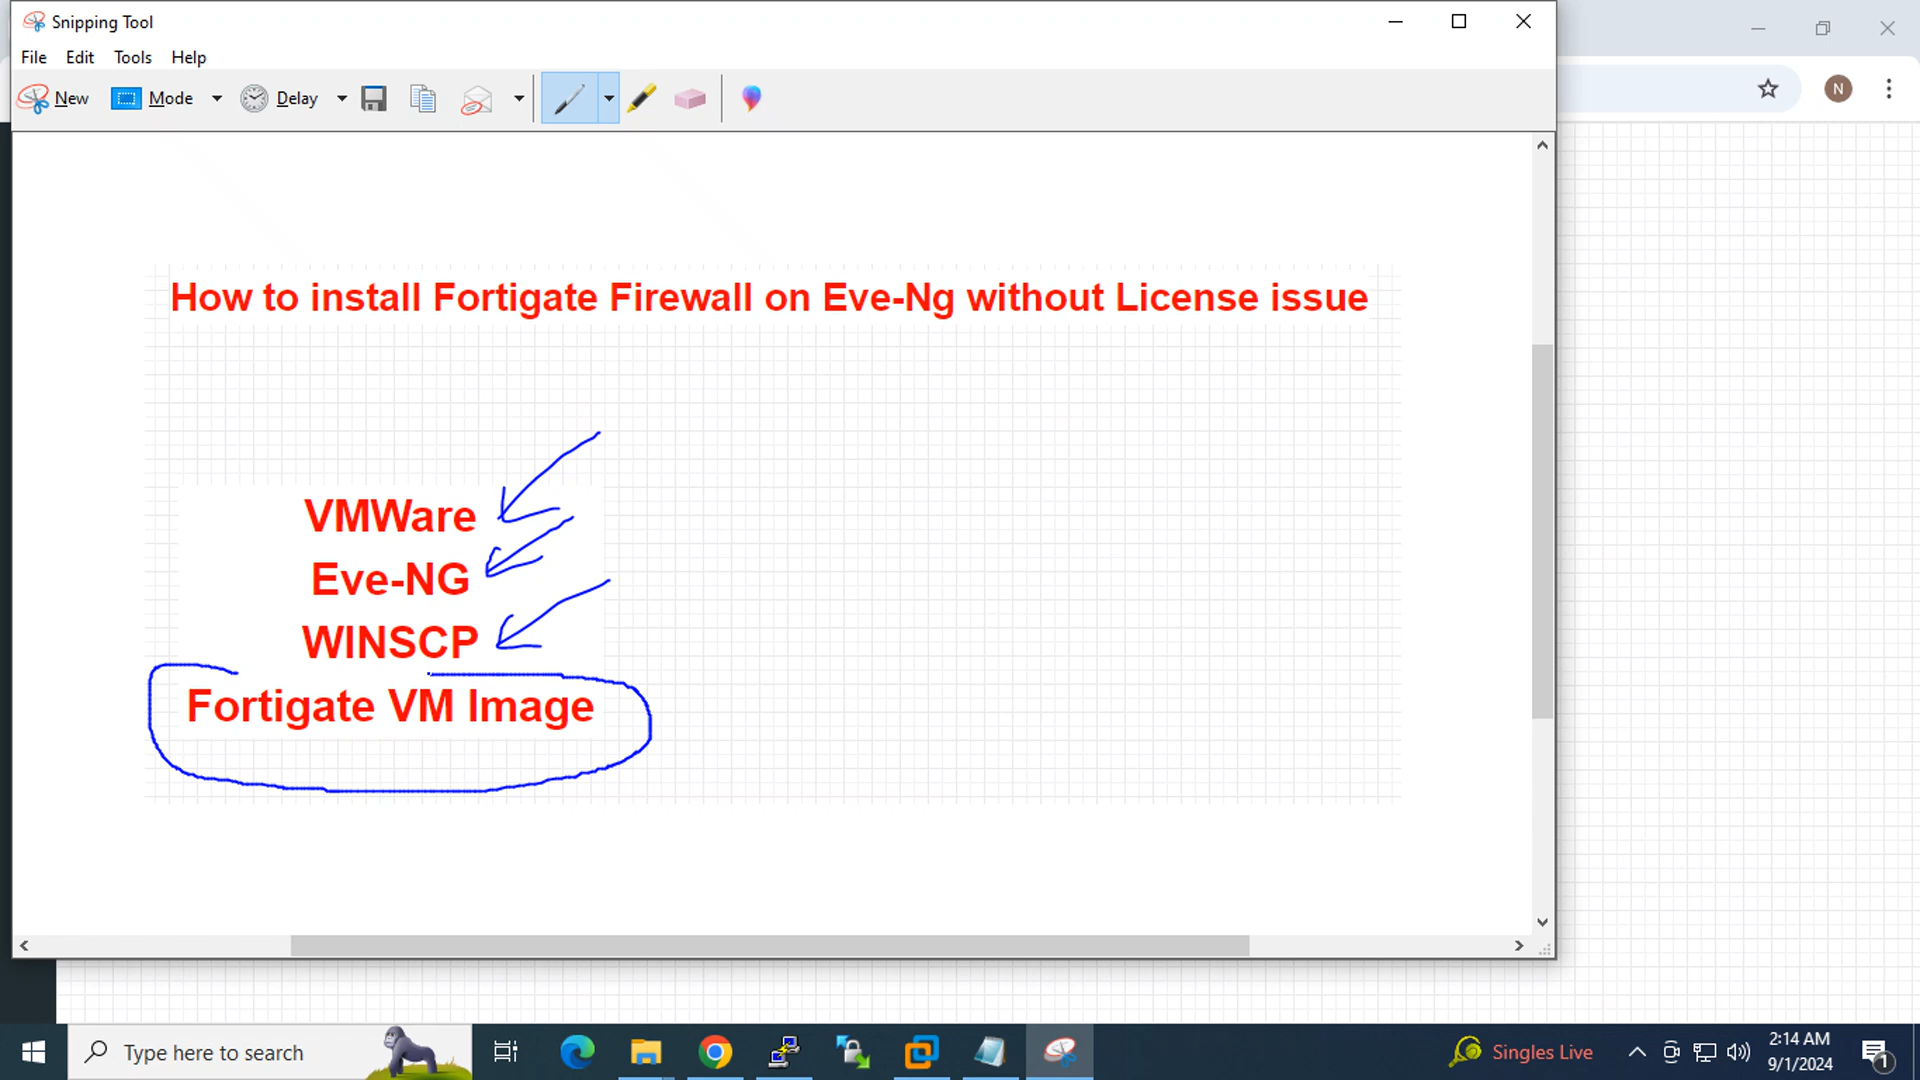 Snipping Tool
File Edit Tools Help
New Mode Delay
N
How to install Fortigate Firewall on Eve-Ng without License issue
VMWare
Eve-NG
WINSCP
Fortigate VM Image
Type here to search
Singles Live
2:14 AM
9/1/2024
1